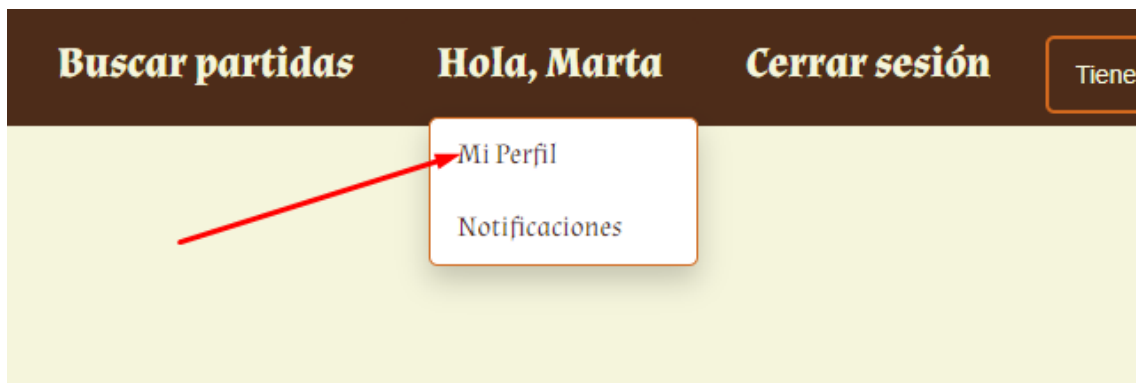 Buscar partidas
Hola, Marta
Cerrar sesión
Tiene
Mi Perfil
Notificaciones